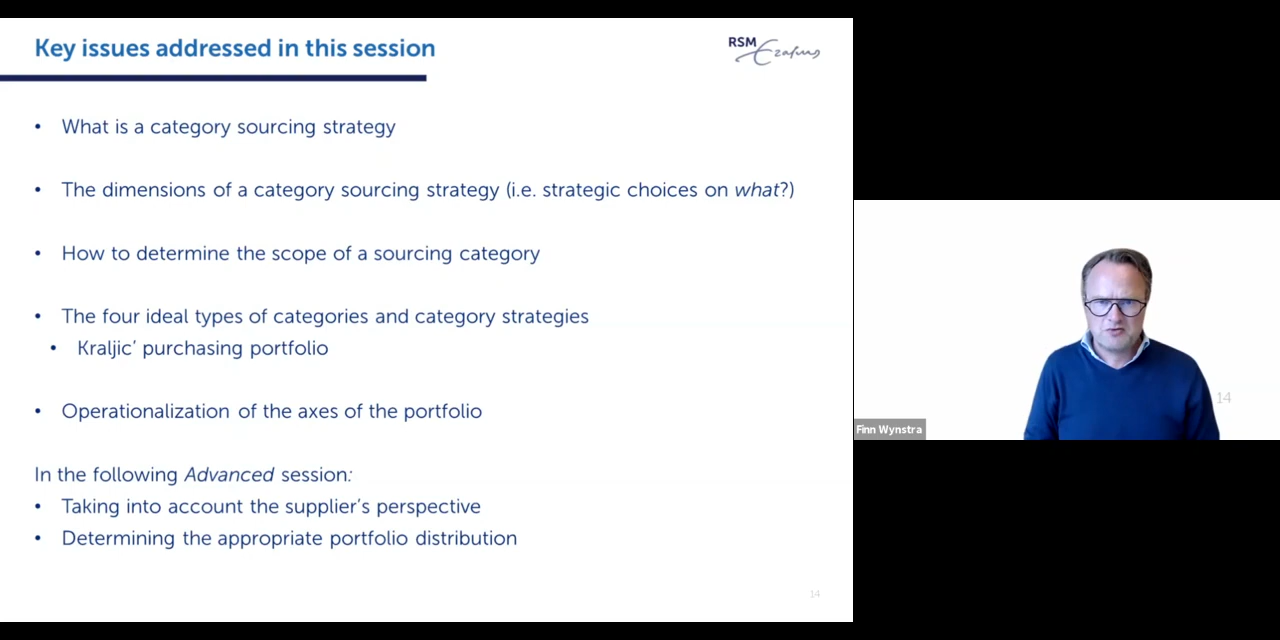 Key issues addressed in this session
RSM
Erasmus
• What is a category sourcing strategy
• The dimensions of a category sourcing strategy (i.e. strategic choices on what?)
• How to determine the scope of a sourcing category
• The four ideal types of categories and category strategies
• Kraljic’ purchasing portfolio
• Operationalization of the axes of the portfolio
In the following Advanced session:
• Taking into account the supplier’s perspective
• Determining the appropriate portfolio distribution
14
14
Finn Wynstra